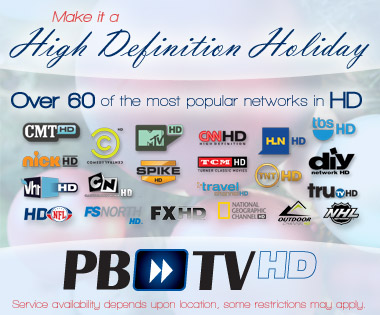 Make it a
High Definition Holiday
Over 60 of the most popular networks in HD
CMT HD
COMEDY CENTRAL HD
MTV HD
CNN HD
HIGH DEFINITION
HLN HD
tbs HD
nick HD
SPIKE HD
TCM HD
TURNER CLASSIC MOVIES
TNT HD
diy
network HD
Vh1 HD
CN HD
travel HD
tru tv HD
HD NFL
FS NORTH HD
FX HD
NATIONAL GEOGRAPHIC CHANNEL HD
OUTDOOR
NHL
PB TV HD
Service availability depends upon location, some restrictions may apply.